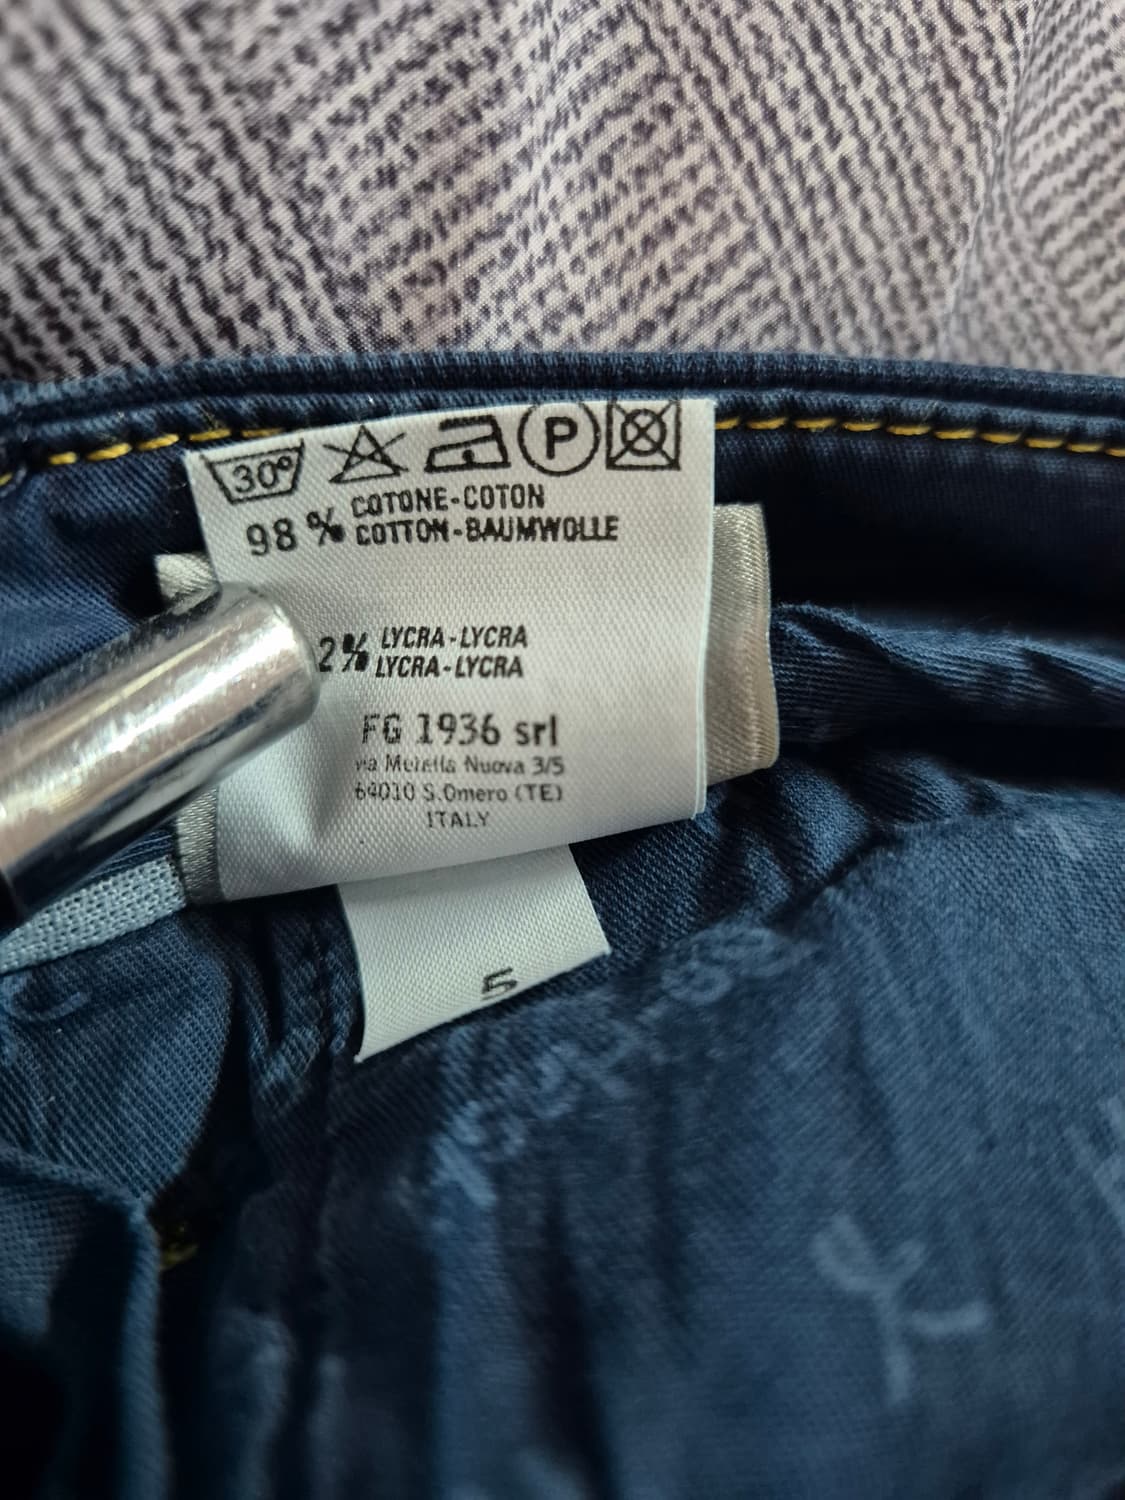 30°
P
98 % COTONE-COTON
COTTON-BAUMWOLLE
2% LYCRA-LYCRA
LYCRA-LYCRA
FG 1936 srl
via Metella Nuova 3/5
64010 S.Omero (TE)
ITALY
5